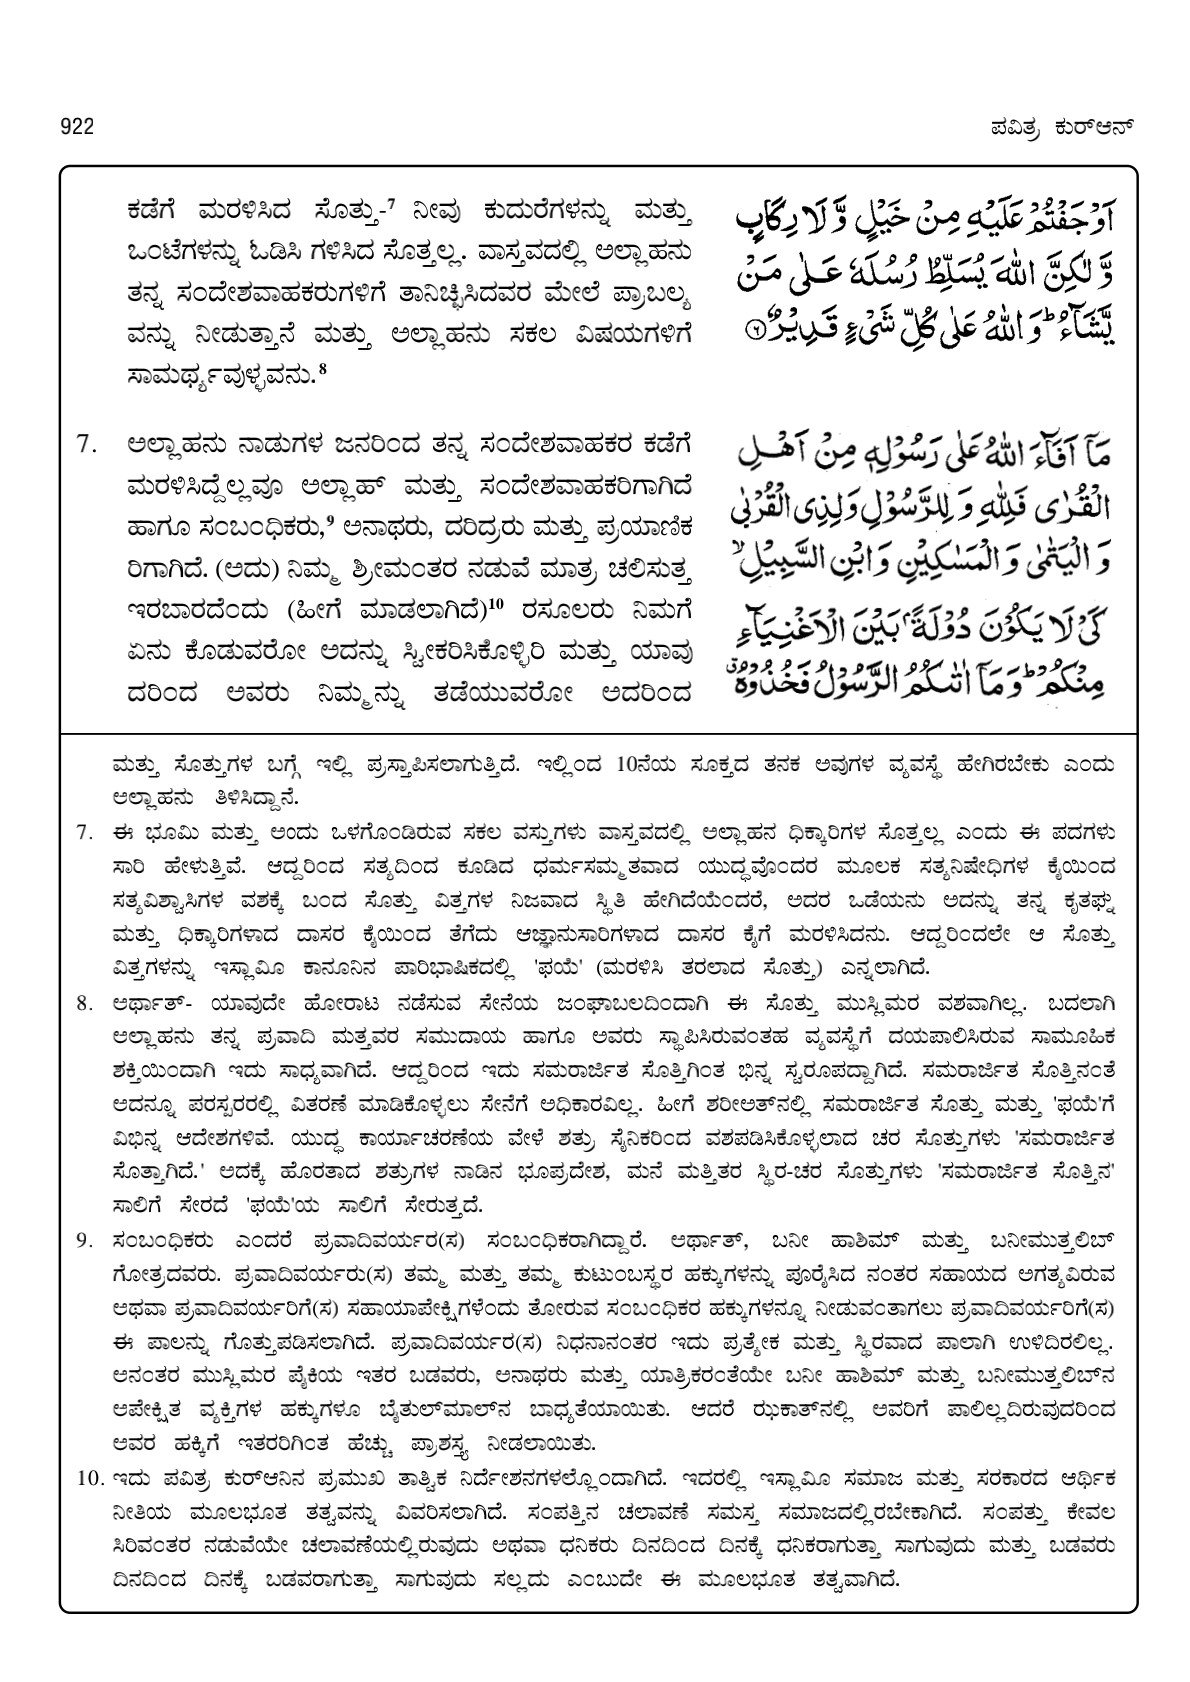 922
ಪವಿತ್ರ ಕುರ್‌ಆನ್
ಕಡೆಗೆ ಮರಳಿಸಿದ ಸೊತ್ತು-7 ನೀವು ಕುದುರೆಗಳನ್ನು ಮತ್ತು
ಒಂಟೆಗಳನ್ನು ಓಡಿಸಿ ಗಳಿಸಿದ ಸೊತ್ತಲ್ಲ. ವಾಸ್ತವದಲ್ಲಿ ಅಲ್ಲಾಹನು
ತನ್ನ ಸಂದೇಶವಾಹಕರುಗಳಿಗೆ ತಾನಿಚ್ಛಿಸಿದವರ ಮೇಲೆ ಪ್ರಾಬಲ್ಯ
ವನ್ನು ನೀಡುತ್ತಾನೆ ಮತ್ತು ಅಲ್ಲಾಹನು ಸಕಲ ವಿಷಯಗಳಿಗೆ
ಸಾಮರ್ಥ್ಯವುಳ್ಳವನು.8
اَوْجَفْتُمْ عَلَيْهِ مِنْ خَيْلٍ وَّلَا رِكَابٍ
وَّلٰكِنَّ اللّٰهَ يُسَلِّطُ رُسُلَهٗ عَلٰى مَنْ
يَّشَآءُ ؕ وَاللّٰهُ عَلٰى كُلِّ شَىْءٍ قَدِيْرٌ ۝۶
7. ಅಲ್ಲಾಹನು ನಾಡುಗಳ ಜನರಿಂದ ತನ್ನ ಸಂದೇಶವಾಹಕರ ಕಡೆಗೆ
ಮರಳಿಸಿದ್ದೆಲ್ಲವೂ ಅಲ್ಲಾಹ್ ಮತ್ತು ಸಂದೇಶವಾಹಕರಿಗಾಗಿದೆ
ಹಾಗೂ ಸಂಬಂಧಿಕರು,9 ಅನಾಥರು, ದರಿದ್ರರು ಮತ್ತು ಪ್ರಯಾಣಿಕ
ರಿಗಾಗಿದೆ. (ಅದು) ನಿಮ್ಮ ಶ್ರೀಮಂತರ ನಡುವೆ ಮಾತ್ರ ಚಲಿಸುತ್ತ
ಇರಬಾರದೆಂದು (ಹೀಗೆ ಮಾಡಲಾಗಿದೆ)10 ರಸೂಲರು ನಿಮಗೆ
ಏನು ಕೊಡುವರೋ ಅದನ್ನು ಸ್ವೀಕರಿಸಿಕೊಳ್ಳಿರಿ ಮತ್ತು ಯಾವು
ದರಿಂದ ಅವರು ನಿಮ್ಮನ್ನು ತಡೆಯುವರೋ ಅದರಿಂದ
مَآ اَفَآءَ اللّٰهُ عَلٰى رَسُوْلِهٖ مِنْ اَهْلِ
الْقُرٰى فَلِلّٰهِ وَ لِلرَّسُوْلِ وَلِذِى الْقُرْبٰى
وَ الْيَتٰمٰى وَ الْمَسٰكِيْنِ وَ ابْنِ السَّبِيْلِ ۙ
كَىْ لَا يَكُوْنَ دُوْلَةًۢ بَيْنَ الْاَغْنِيَآءِ
مِنْكُمْ ؕ وَ مَآ اٰتٰٮكُمُ الرَّسُوْلُ فَخُذُوْهُ ۚ
ಮತ್ತು ಸೊತ್ತುಗಳ ಬಗ್ಗೆ ಇಲ್ಲಿ ಪ್ರಸ್ತಾಪಿಸಲಾಗುತ್ತಿದೆ. ಇಲ್ಲಿಂದ 10ನೆಯ ಸೂಕ್ತದ ತನಕ ಅವುಗಳ ವ್ಯವಸ್ಥೆ ಹೇಗಿರಬೇಕು ಎಂದು
ಅಲ್ಲಾಹನು ತಿಳಿಸಿದ್ದಾನೆ.
7. ಈ ಭೂಮಿ ಮತ್ತು ಅಂದು ಒಳಗೊಂಡಿರುವ ಸಕಲ ವಸ್ತುಗಳು ವಾಸ್ತವದಲ್ಲಿ ಅಲ್ಲಾಹನ ಧಿಕ್ಕಾರಿಗಳ ಸೊತ್ತಲ್ಲ ಎಂದು ಈ ಪದಗಳು
ಸಾರಿ ಹೇಳುತ್ತಿವೆ. ಆದ್ದರಿಂದ ಸತ್ಯದಿಂದ ಕೂಡಿದ ಧರ್ಮಸಮ್ಮತವಾದ ಯುದ್ಧವೊಂದರ ಮೂಲಕ ಸತ್ಯನಿಷೇಧಿಗಳ ಕೈಯಿಂದ
ಸತ್ಯವಿಶ್ವಾಸಿಗಳ ವಶಕ್ಕೆ ಬಂದ ಸೊತ್ತು ವಿತ್ತಗಳ ನಿಜವಾದ ಸ್ಥಿತಿ ಹೇಗಿದೆಯೆಂದರೆ, ಅದರ ಒಡೆಯನು ಅದನ್ನು ತನ್ನ ಕೃತಘ್ನ
ಮತ್ತು ಧಿಕ್ಕಾರಿಗಳಾದ ದಾಸರ ಕೈಯಿಂದ ತೆಗೆದು ಆಜ್ಞಾನುಸಾರಿಗಳಾದ ದಾಸರ ಕೈಗೆ ಮರಳಿಸಿದನು. ಆದ್ದರಿಂದಲೇ ಆ ಸೊತ್ತು
ವಿತ್ತಗಳನ್ನು ಇಸ್ಲಾಮೀ ಕಾನೂನಿನ ಪಾರಿಭಾಷಿಕದಲ್ಲಿ 'ಫಯೆ' (ಮರಳಿಸಿ ತರಲಾದ ಸೊತ್ತು) ಎನ್ನಲಾಗಿದೆ.
8. ಅರ್ಥಾತ್- ಯಾವುದೇ ಹೋರಾಟ ನಡೆಸುವ ಸೇನೆಯ ಜಂಘಾಬಲದಿಂದಾಗಿ ಈ ಸೊತ್ತು ಮುಸ್ಲಿಮರ ವಶವಾಗಿಲ್ಲ. ಬದಲಾಗಿ
ಅಲ್ಲಾಹನು ತನ್ನ ಪ್ರವಾದಿ ಮತ್ತವರ ಸಮುದಾಯ ಹಾಗೂ ಅವರು ಸ್ಥಾಪಿಸಿರುವಂತಹ ವ್ಯವಸ್ಥೆಗೆ ದಯಪಾಲಿಸಿರುವ ಸಾಮೂಹಿಕ
ಶಕ್ತಿಯಿಂದಾಗಿ ಇದು ಸಾಧ್ಯವಾಗಿದೆ. ಆದ್ದರಿಂದ ಇದು ಸಮರಾರ್ಜಿತ ಸೊತ್ತಿಗಿಂತ ಭಿನ್ನ ಸ್ವರೂಪದ್ದಾಗಿದೆ. ಸಮರಾರ್ಜಿತ ಸೊತ್ತಿನಂತೆ
ಅದನ್ನೂ ಪರಸ್ಪರರಲ್ಲಿ ವಿತರಣೆ ಮಾಡಿಕೊಳ್ಳಲು ಸೇನೆಗೆ ಅಧಿಕಾರವಿಲ್ಲ. ಹೀಗೆ ಶರೀಅತ್‌ನಲ್ಲಿ ಸಮರಾರ್ಜಿತ ಸೊತ್ತು ಮತ್ತು 'ಫಯೆ'ಗೆ
ವಿಭಿನ್ನ ಆದೇಶಗಳಿವೆ. ಯುದ್ಧ ಕಾರ್ಯಾಚರಣೆಯ ವೇಳೆ ಶತ್ರು ಸೈನಿಕರಿಂದ ವಶಪಡಿಸಿಕೊಳ್ಳಲಾದ ಚರ ಸೊತ್ತುಗಳು 'ಸಮರಾರ್ಜಿತ
ಸೊತ್ತಾಗಿದೆ.' ಅದಕ್ಕೆ ಹೊರತಾದ ಶತ್ರುಗಳ ನಾಡಿನ ಭೂಪ್ರದೇಶ, ಮನೆ ಮತ್ತಿತರ ಸ್ಥಿರ-ಚರ ಸೊತ್ತುಗಳು 'ಸಮರಾರ್ಜಿತ ಸೊತ್ತಿನ'
ಸಾಲಿಗೆ ಸೇರದೆ 'ಫಯೆ'ಯ ಸಾಲಿಗೆ ಸೇರುತ್ತದೆ.
9. ಸಂಬಂಧಿಕರು ಎಂದರೆ ಪ್ರವಾದಿವರ್ಯರ(ಸ) ಸಂಬಂಧಿಕರಾಗಿದ್ದಾರೆ. ಅರ್ಥಾತ್, ಬನೀ ಹಾಶಿಮ್ ಮತ್ತು ಬನೀಮುತ್ತಲಿಬ್
ಗೋತ್ರದವರು. ಪ್ರವಾದಿವರ್ಯರು(ಸ) ತಮ್ಮ ಮತ್ತು ತಮ್ಮ ಕುಟುಂಬಸ್ಥರ ಹಕ್ಕುಗಳನ್ನು ಪೂರೈಸಿದ ನಂತರ ಸಹಾಯದ ಅಗತ್ಯವಿರುವ
ಅಥವಾ ಪ್ರವಾದಿವರ್ಯರಿಗೆ(ಸ) ಸಹಾಯಾಪೇಕ್ಷಿಗಳೆಂದು ತೋರುವ ಸಂಬಂಧಿಕರ ಹಕ್ಕುಗಳನ್ನೂ ನೀಡುವಂತಾಗಲು ಪ್ರವಾದಿವರ್ಯರಿಗೆ(ಸ)
ಈ ಪಾಲನ್ನು ಗೊತ್ತುಪಡಿಸಲಾಗಿದೆ. ಪ್ರವಾದಿವರ್ಯರ(ಸ) ನಿಧನಾನಂತರ ಇದು ಪ್ರತ್ಯೇಕ ಮತ್ತು ಸ್ಥಿರವಾದ ಪಾಲಾಗಿ ಉಳಿದಿರಲಿಲ್ಲ.
ಅನಂತರ ಮುಸ್ಲಿಮರ ಪೈಕಿಯ ಇತರ ಬಡವರು, ಅನಾಥರು ಮತ್ತು ಯಾತ್ರಿಕರಂತೆಯೇ ಬನೀ ಹಾಶಿಮ್ ಮತ್ತು ಬನೀಮುತ್ತಲಿಬ್‌ನ
ಅಪೇಕ್ಷಿತ ವ್ಯಕ್ತಿಗಳ ಹಕ್ಕುಗಳೂ ಬೈತುಲ್‌ಮಾಲ್‌ನ ಬಾಧ್ಯತೆಯಾಯಿತು. ಆದರೆ ಝಕಾತ್‌ನಲ್ಲಿ ಅವರಿಗೆ ಪಾಲಿಲ್ಲದಿರುವುದರಿಂದ
ಅವರ ಹಕ್ಕಿಗೆ ಇತರರಿಗಿಂತ ಹೆಚ್ಚು ಪ್ರಾಶಸ್ತ್ಯ ನೀಡಲಾಯಿತು.
10. ಇದು ಪವಿತ್ರ ಕುರ್‌ಆನಿನ ಪ್ರಮುಖ ತಾತ್ವಿಕ ನಿರ್ದೇಶನಗಳಲ್ಲೊಂದಾಗಿದೆ. ಇದರಲ್ಲಿ ಇಸ್ಲಾಮೀ ಸಮಾಜ ಮತ್ತು ಸರಕಾರದ ಆರ್ಥಿಕ
ನೀತಿಯ ಮೂಲಭೂತ ತತ್ವವನ್ನು ವಿವರಿಸಲಾಗಿದೆ. ಸಂಪತ್ತಿನ ಚಲಾವಣೆ ಸಮಸ್ತ ಸಮಾಜದಲ್ಲಿರಬೇಕಾಗಿದೆ. ಸಂಪತ್ತು ಕೇವಲ
ಸಿರಿವಂತರ ನಡುವೆಯೇ ಚಲಾವಣೆಯಲ್ಲಿರುವುದು ಅಥವಾ ಧನಿಕರು ದಿನದಿಂದ ದಿನಕ್ಕೆ ಧನಿಕರಾಗುತ್ತಾ ಸಾಗುವುದು ಮತ್ತು ಬಡವರು
ದಿನದಿಂದ ದಿನಕ್ಕೆ ಬಡವರಾಗುತ್ತಾ ಸಾಗುವುದು ಸಲ್ಲದು ಎಂಬುದೇ ಈ ಮೂಲಭೂತ ತತ್ವವಾಗಿದೆ.